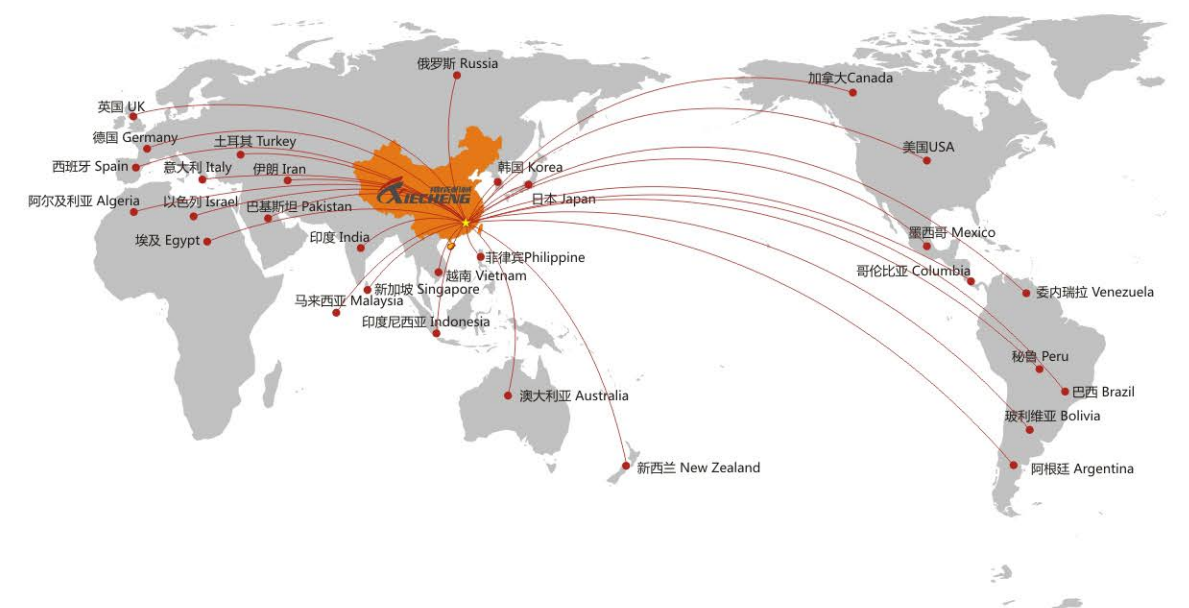 俄罗斯 Russia
加拿大Canada
英国 UK
德国 Germany
土耳其 Turkey
美国USA
西班牙 Spain
意大利 Italy
伊朗 Iran
韩国 Korea
XIECHENG
日本 Japan
阿尔及利亚 Algeria
以色列 Israel
巴基斯坦 Pakistan
埃及 Egypt
印度 India
墨西哥 Mexico
菲律宾Philippine
越南 Vietnam
哥伦比亚 Columbia
新加坡 Singapore
委内瑞拉 Venezuela
马来西亚 Malaysia
印度尼西亚 Indonesia
秘鲁 Peru
澳大利亚 Australia
巴西 Brazil
玻利维亚 Bolivia
新西兰 New Zealand
阿根廷 Argentina